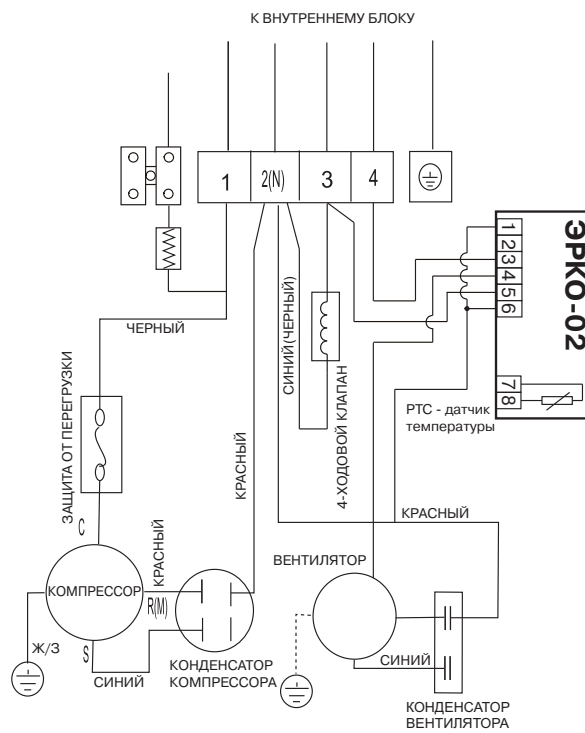 К ВНУТРЕННЕМУ БЛОКУ
1
2(N)
3
4
ЭРКО-02
1
2
3
4
5
6
7
8
ЧЕРНЫЙ
СИНИЙ(ЧЕРНЫЙ)
4-ХОДОВОЙ КЛАПАН
РТС - датчик
температуры
ЗАЩИТА ОТ ПЕРЕГРУЗКИ
КРАСНЫЙ
КРАСНЫЙ
C
КРАСНЫЙ
ВЕНТИЛЯТОР
КОМПРЕССОР
R(M)
S
Ж/З
СИНИЙ
КОНДЕНСАТОР
КОМПРЕССОРА
СИНИЙ
КОНДЕНСАТОР
ВЕНТИЛЯТОРА